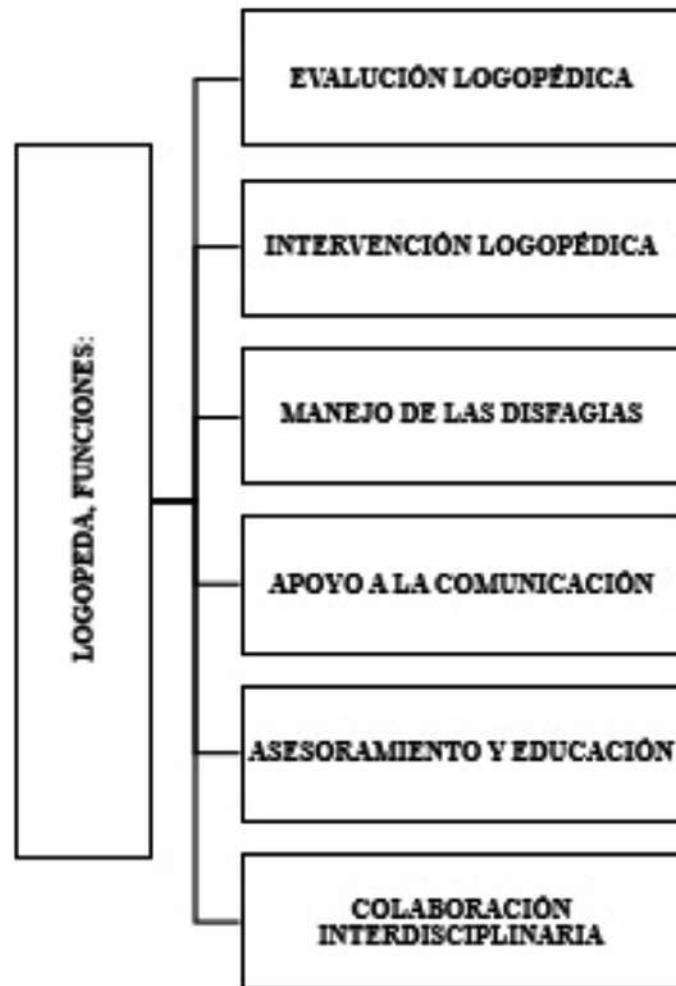 LOGOPEDA, FUNCIONES:
EVALUCIÓN LOGOPÉDICA
INTERVENCIÓN LOGOPÉDICA
MANEJO DE LAS DISFAGIAS
APOYO A LA COMUNICACIÓN
ASESORAMIENTO Y EDUCACIÓN
COLABORACIÓN
INTERDISCIPLINARIA